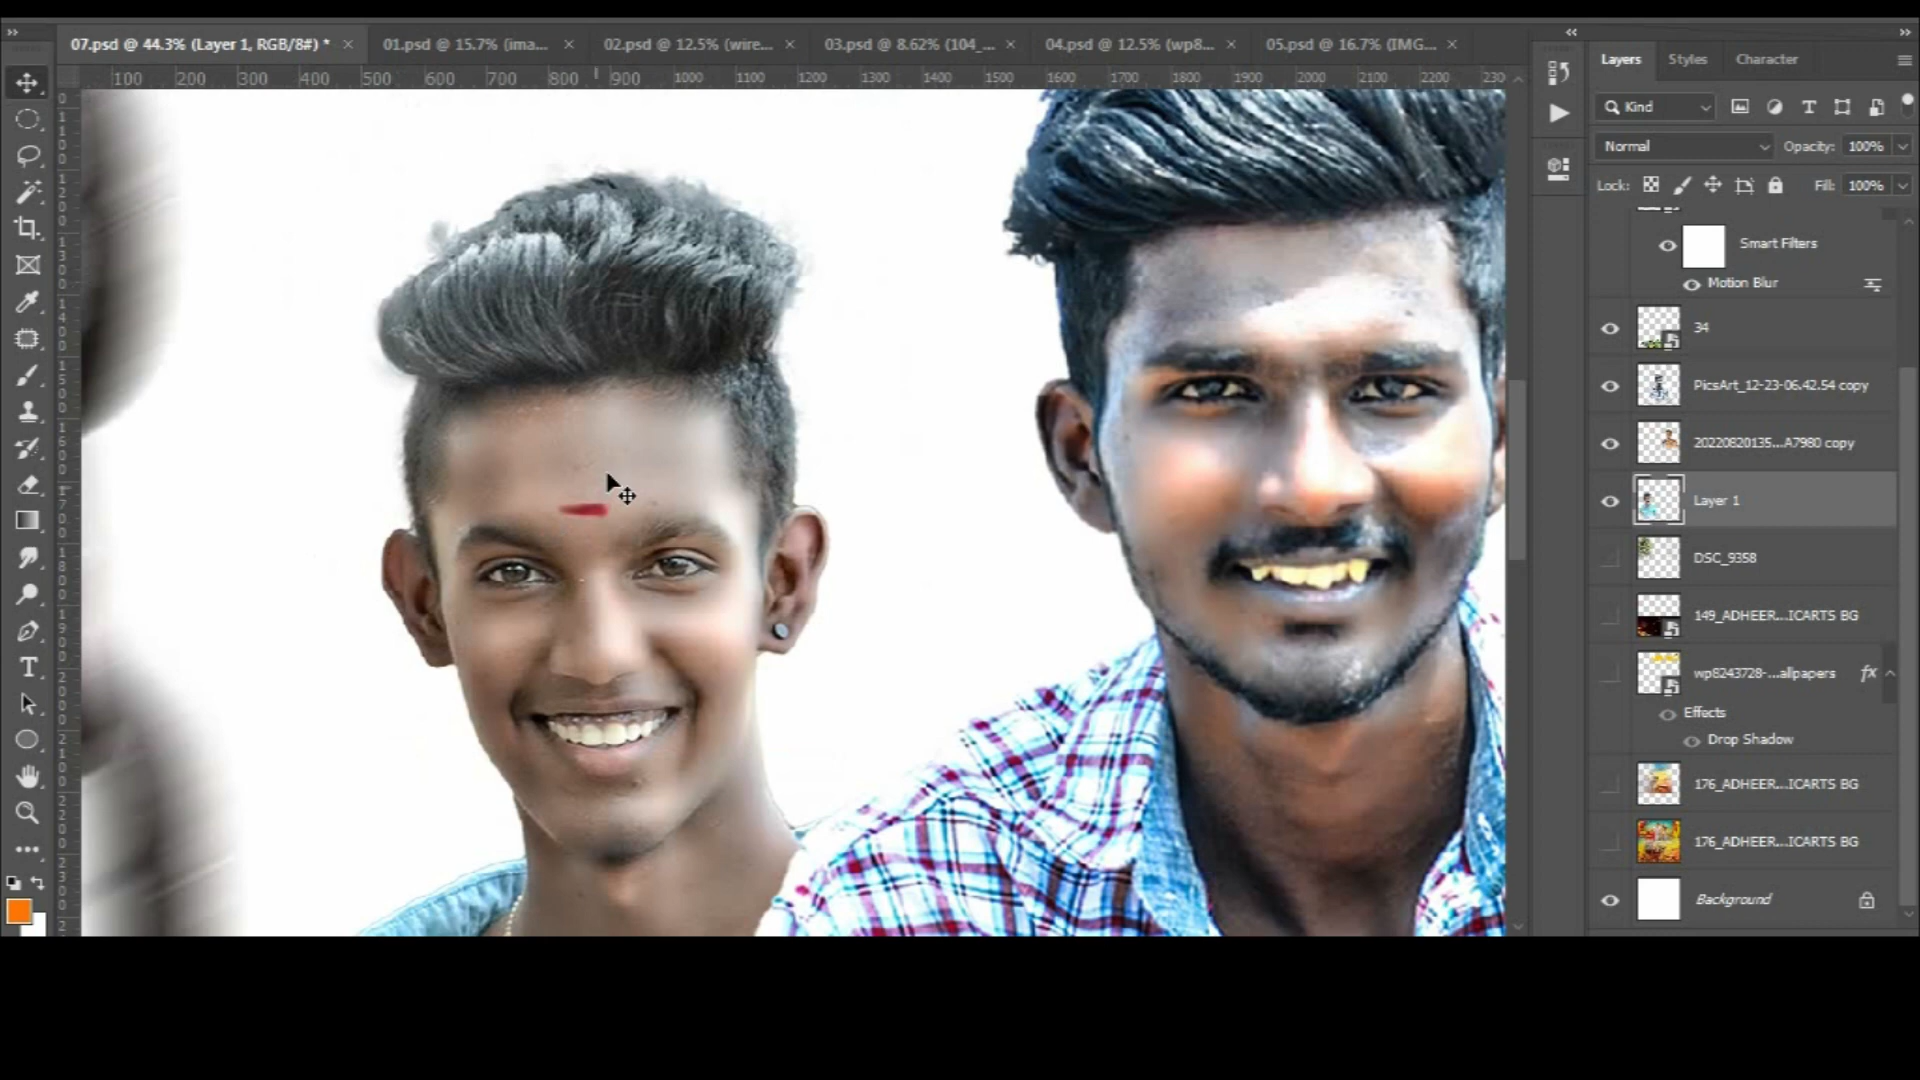 07.psd @ 44.3% (Layer 1, RGB/8#) *
01.psd @ 15.7% (ima...
02.psd @ 12.5% (wire...
03.psd @ 8.62% (104_...
04.psd @ 12.5% (wp8...
05.psd @ 16.7% (IMG...
100 200 300 400 500 600 700 800 900 1000 1100 1200 1300 1400 1500 1600 1700 1800 1900 2000 2100 2200 2300
Layers Styles Character
Kind
Normal Opacity: 100%
Lock: Fill: 100%
Smart Filters
Motion Blur
34
PicsArt_12-23-06.42.54 copy
20220820135...A7980 copy
Layer 1
DSC_9358
149_ADHEER...ICARTS BG
wp8243728-...allpapers fx
Effects
Drop Shadow
176_ADHEER...ICARTS BG
176_ADHEER...ICARTS BG
Background